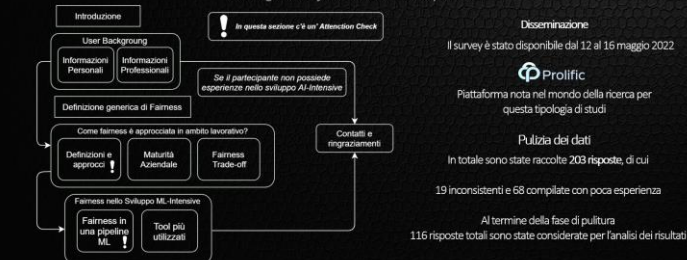 Introduzione
In questa sezione c'è un' Attenction Check
User Backgroung
Informazioni
Personali
Informazioni
Professionali
Se il partecipante non possiede
esperienze nello sviluppo AI-Intensive
Definizione generica di Fairness
Come fairness è approcciata in ambito lavorativo?
Definizioni e
approcci
Maturità
Aziendale
Fairness
Trade-off
Contatti e
ringraziamenti
Fairness nello Sviluppo ML-Intensive
Fairness in
una pipeline
ML
Tool più
utilizzati
Disseminazione
Il survey è stato disponibile dal 12 al 16 maggio 2022
Prolific
Piattaforma nota nel mondo della ricerca per
questa tipologia di studi
Pulizia dei dati
In totale sono state raccolte 203 risposte, di cui
19 inconsistenti e 68 compilate con poca esperienza
Al termine della fase di pulitura
116 risposte totali sono state considerate per l'analisi dei risultati